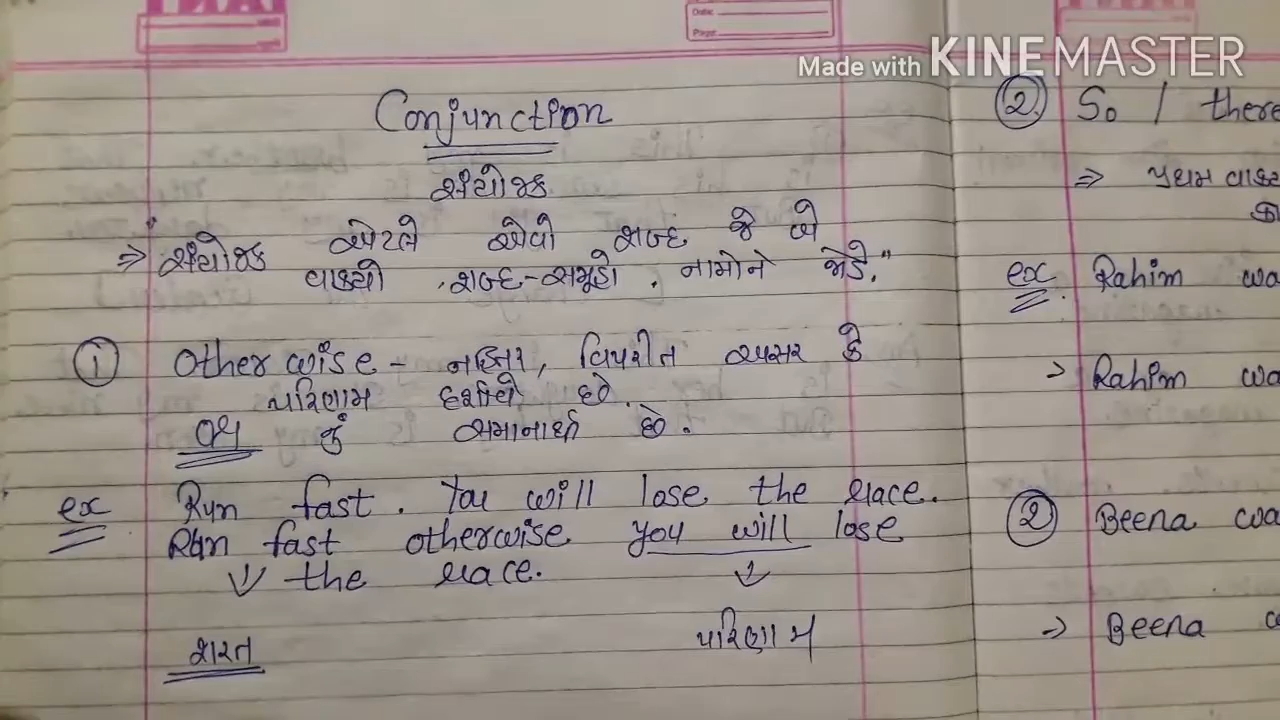 Date:
Page:
Made with KINEMASTER
Conjunction
સંયોજક
⇒ સંયોજક એટલે એવો શબ્દ જે બે
વાક્યો, શબ્દ-સમૂહો, નામોને જોડે."
① Otherwise - નહિતર, વિપરીત અસર કે
પરિણામ દર્શાવે છે.
નું સમાનાર્થી છે.
ex Run fast. You will lose the race.
Run fast otherwise you will lose
the race.
શરત
પરિણામ
② So / there
⇒ પ્રથમ વાક્ય
ex Rahim wa
→ Rahim wa
② Beena wa
→ Beena